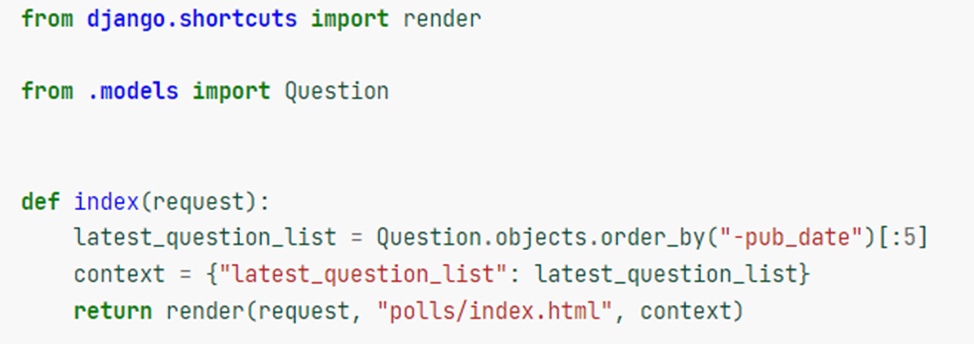 from django.shortcuts import render
from .models import Question
def index(request):
    latest_question_list = Question.objects.order_by("-pub_date")[:5]
    context = {"latest_question_list": latest_question_list}
    return render(request, "polls/index.html", context)